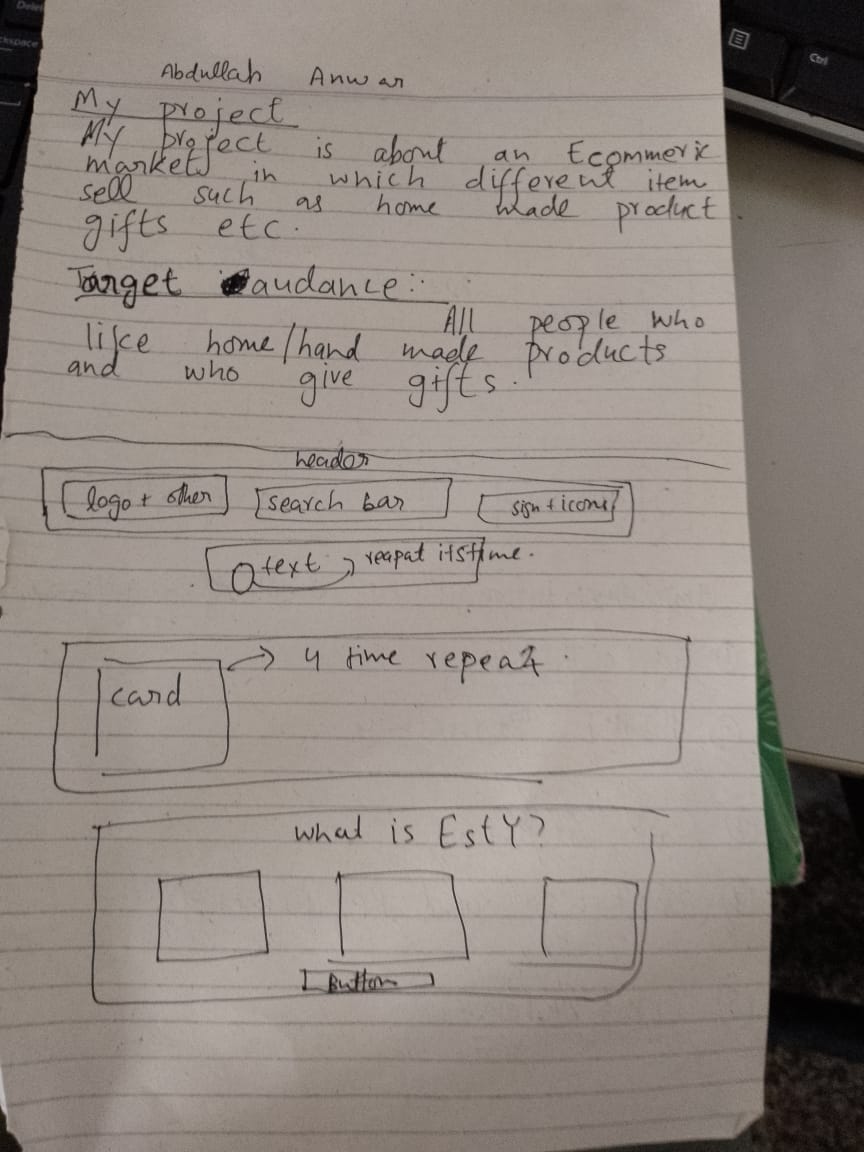 Abdullah Anwar
My project
My project is about an Ecommeric
market in which different item
sell such as home made product.
gifts etc.
Target audance:
All people who
like home/hand made products
and who give gifts.
header
logo + other search bar sign + icons
text reapat its time.
4 time repeat.
card
what is EstY?
Button
Ctrl